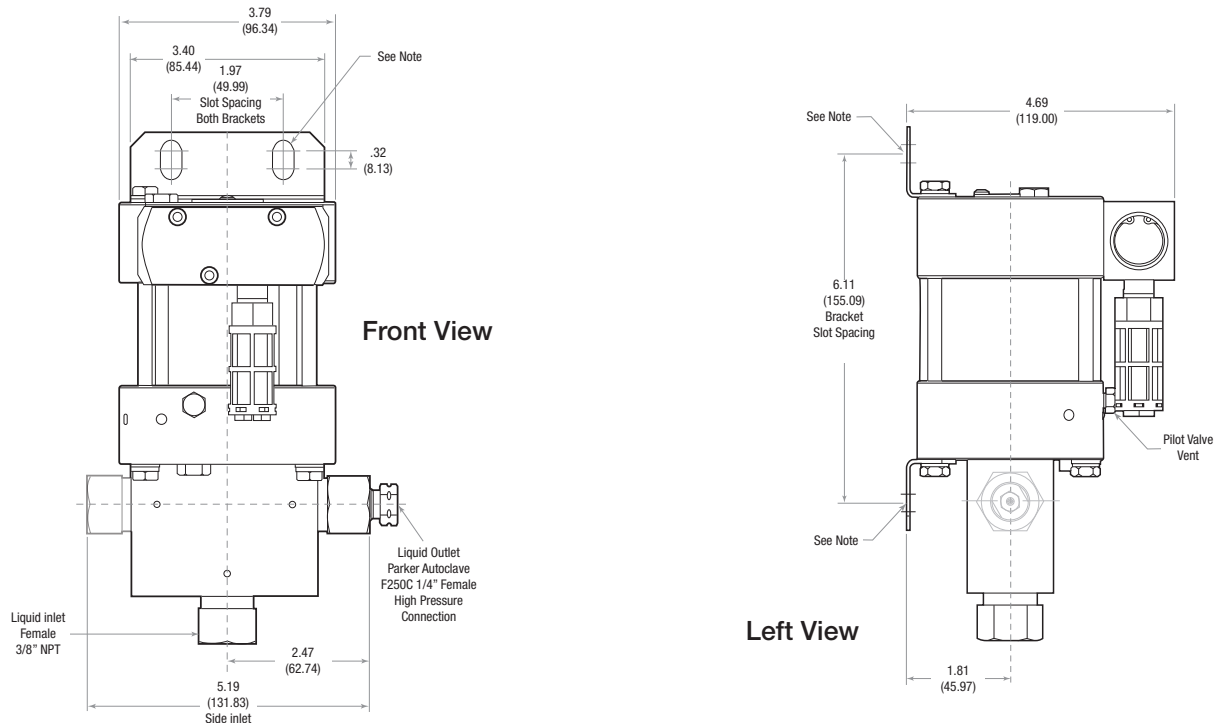 3.79
(96.34)
3.40
(85.44)
See Note
1.97
(49.99)
Slot Spacing
Both Brackets
.32
(8.13)
Front View
Liquid Outlet
Parker Autoclave
F250C 1/4” Female
High Pressure
Connection
Liquid inlet
Female
3/8” NPT
2.47
(62.74)
5.19
(131.83)
Side inlet
4.69
(119.00)
See Note
6.11
(155.09)
Bracket
Slot Spacing
Pilot Valve
Vent
See Note
Left View
1.81
(45.97)